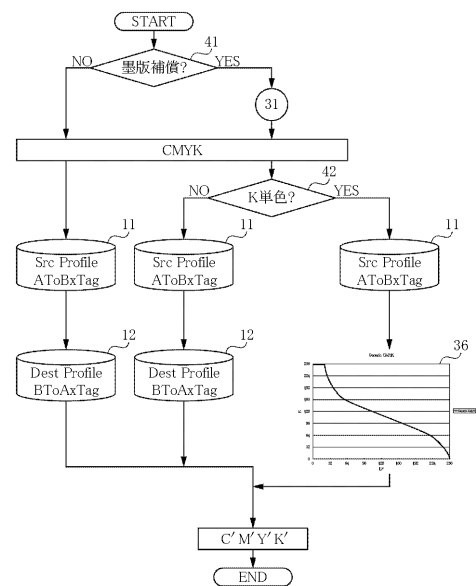 START
41
墨版補償?
NO
YES
31
CMYK
42
K単色?
NO
YES
11
11
11
Src Profile
AToBxTag
Src Profile
AToBxTag
Src Profile
AToBxTag
12
12
36
Dest Profile
BToAxTag
Dest Profile
BToAxTag
C′M′Y′K′
END